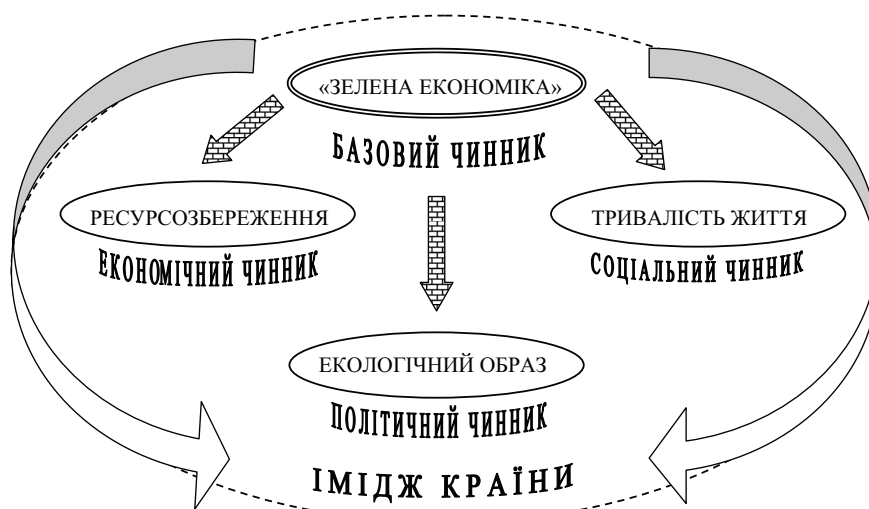 «ЗЕЛЕНА ЕКОНОМІКА»
БАЗОВИЙ ЧИННИК
РЕСУРСОЗБЕРЕЖЕННЯ
ЕКОНОМІЧНИЙ ЧИННИК
ТРИВАЛІСТЬ ЖИТТЯ
СОЦІАЛЬНИЙ ЧИННИК
ЕКОЛОГІЧНИЙ ОБРАЗ
ПОЛІТИЧНИЙ ЧИННИК
ІМІДЖ КРАЇНИ